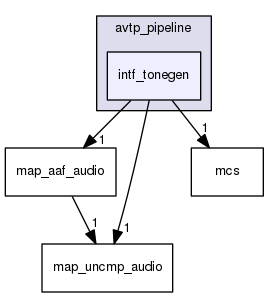 avtp_pipeline
intf_tonegen
1
1
map_aaf_audio
mcs
1
1
map_uncmp_audio